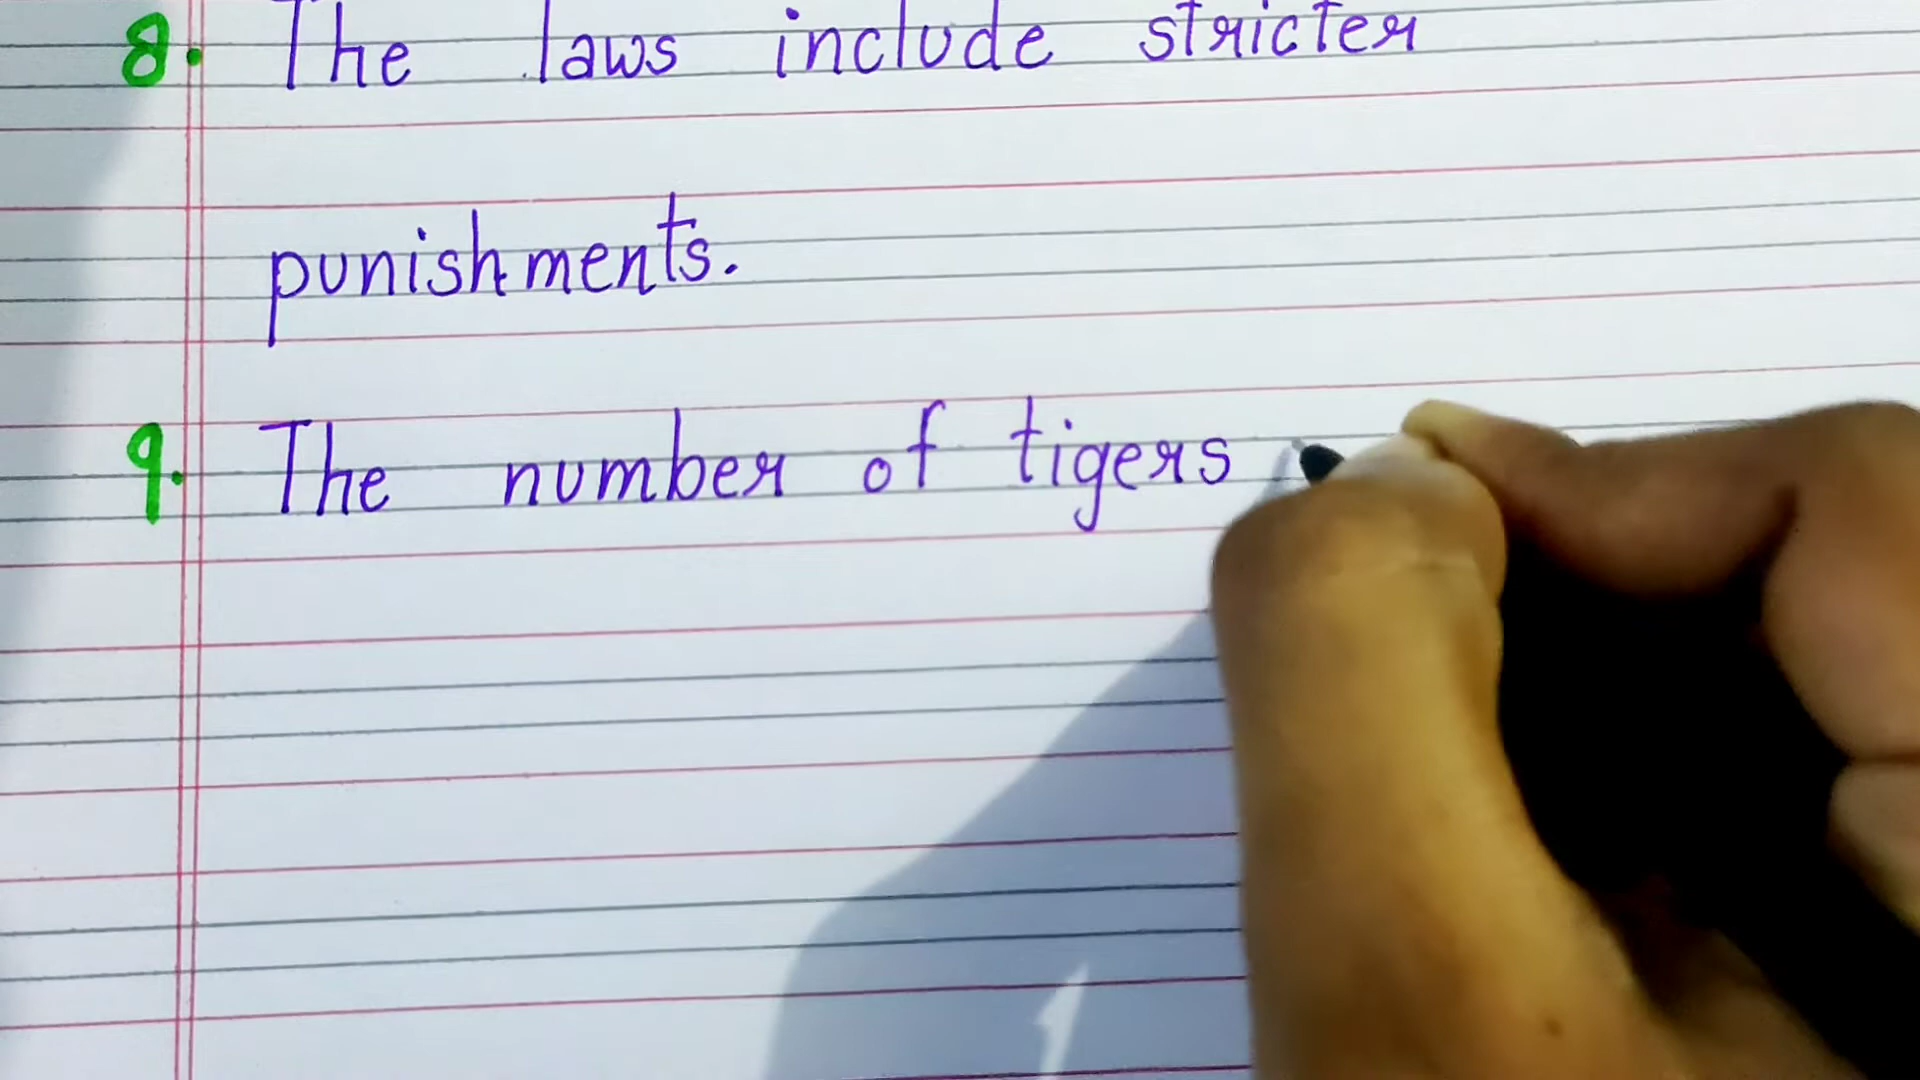 8. The laws include stricter
punishments.
9. The number of tigers